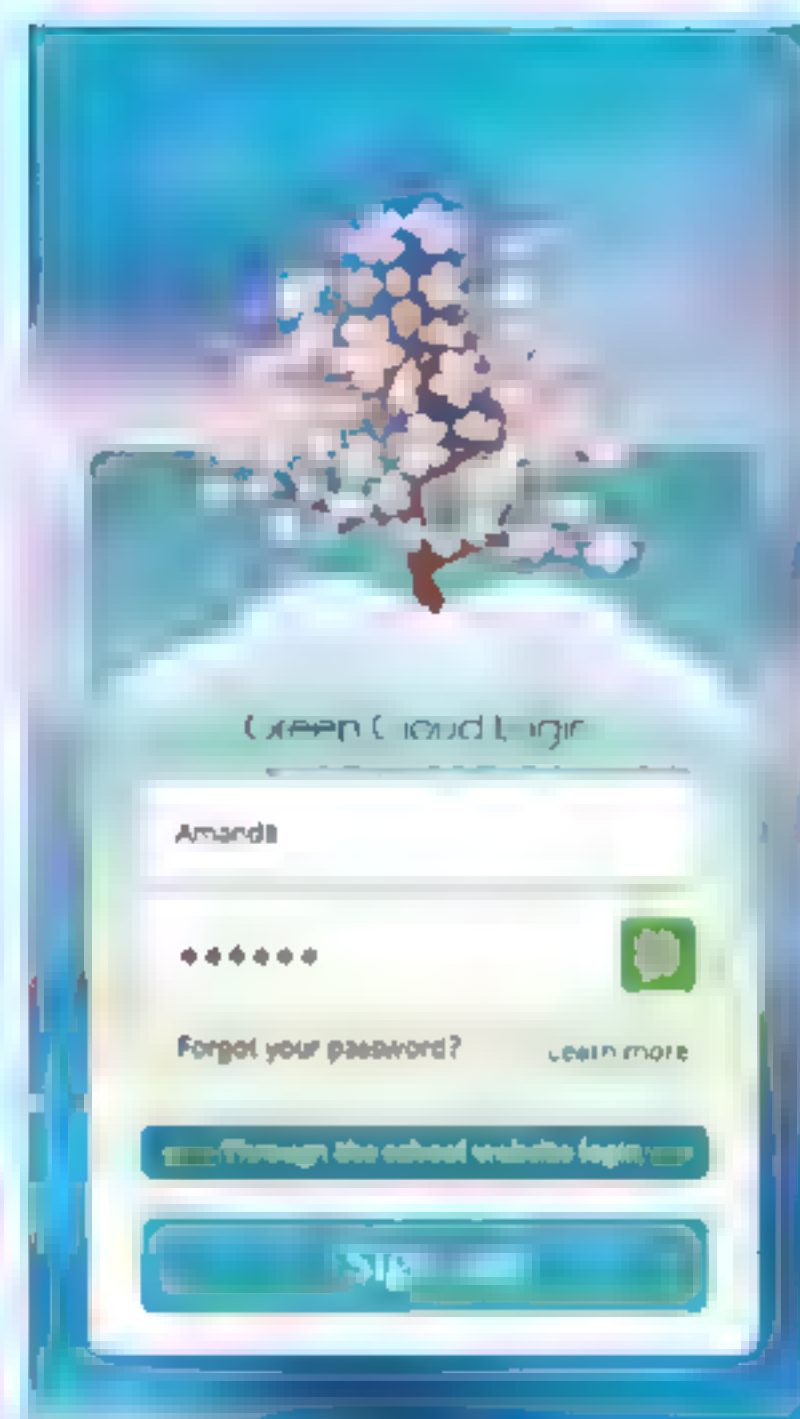 Green Cloud Login
Amanda
••••••
Forgot your password? Learn more
Through the school website login